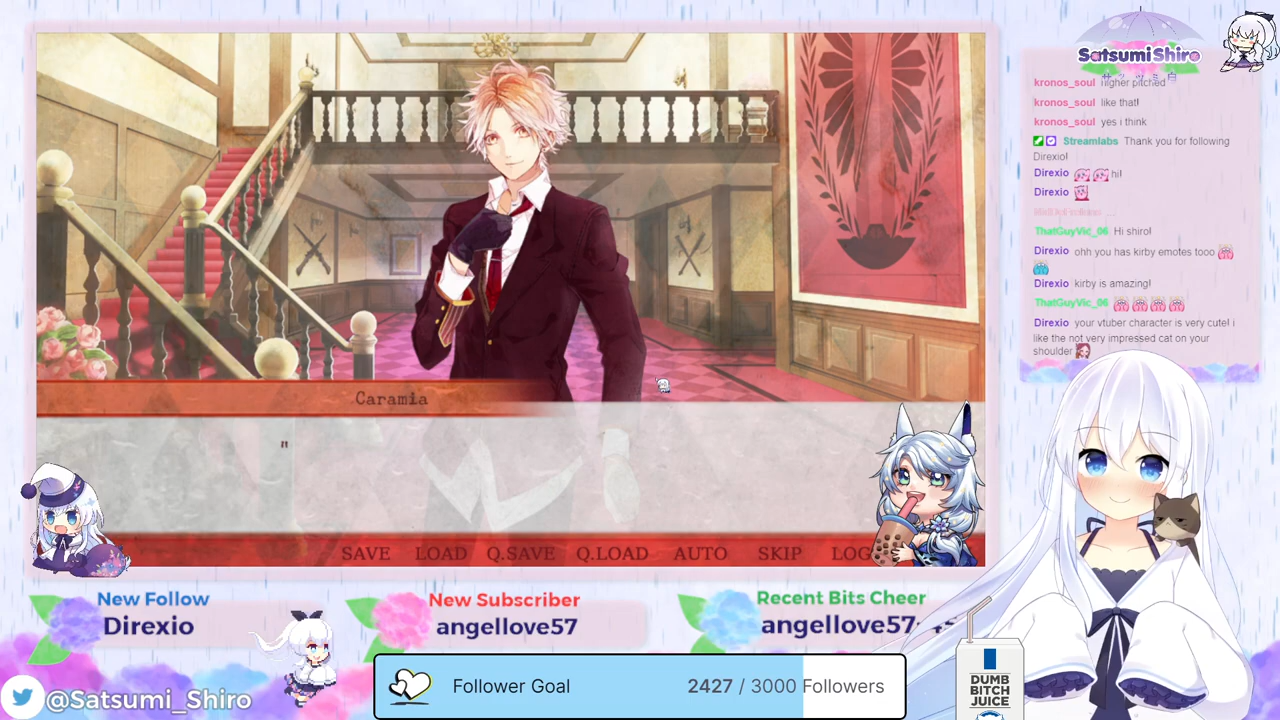 SatsumiShiro
kronos_soul higher pitched
kronos_soul like that!
kronos_soul yes i think
Streamlabs Thank you for following
Direxio!
Direxio hi!
Direxio
ThatGuyVic_06 Hi shiro!
Direxio ohh you has kirby emotes tooo
Direxio kirby is amazing!
ThatGuyVic_06
Direxio your vtuber character is very cute! i
like the not very impressed cat on your
shoulder
Caramia
"
SAVE LOAD Q.SAVE Q.LOAD AUTO SKIP LOG
New Follow
Direxio
New Subscriber
angellove57
Recent Bits Cheer
angellove57:
Follower Goal 2427 / 3000 Followers
@Satsumi_Shiro
DUMB
BITCH
JUICE